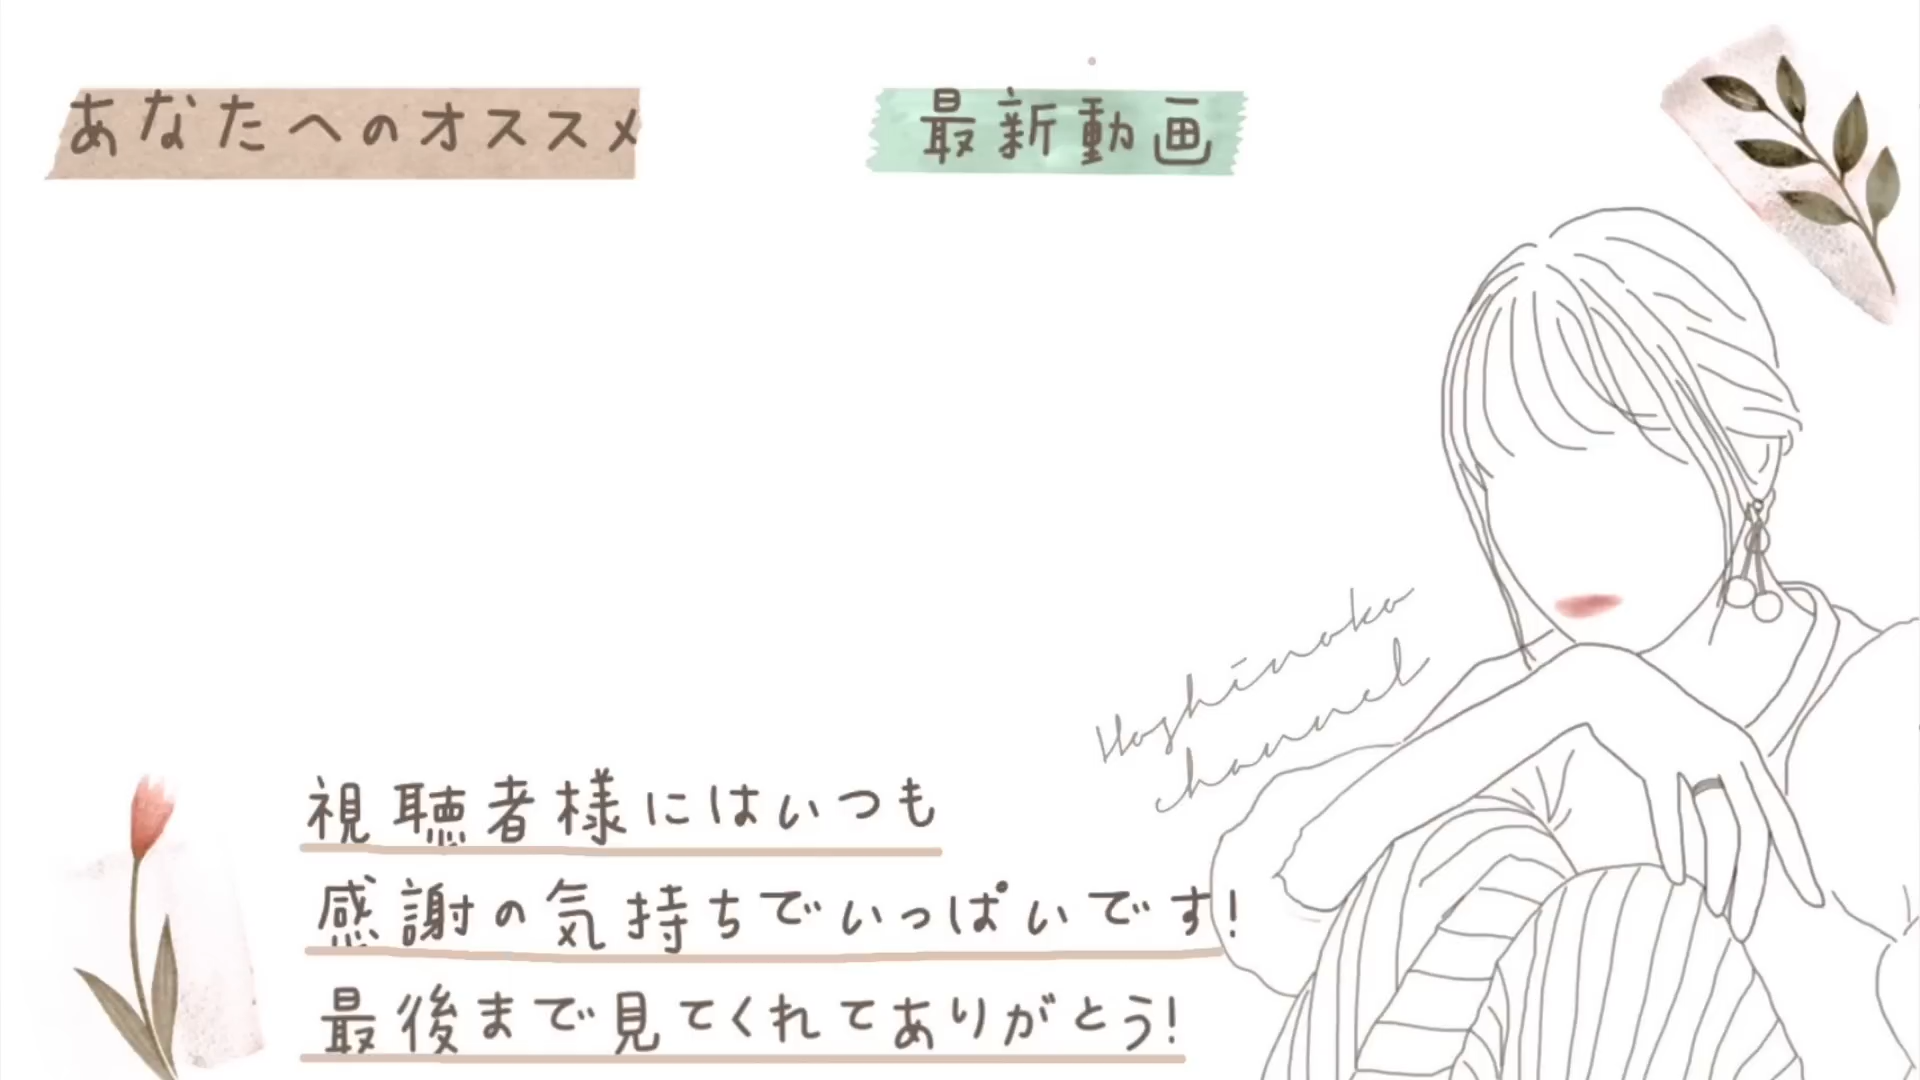 あなたへのオススメ
最新動画
Hoshinoko
channel
視聴者様にはいつも
感謝の気持ちでいっぱいです!
最後まで見てくれてありがとう!